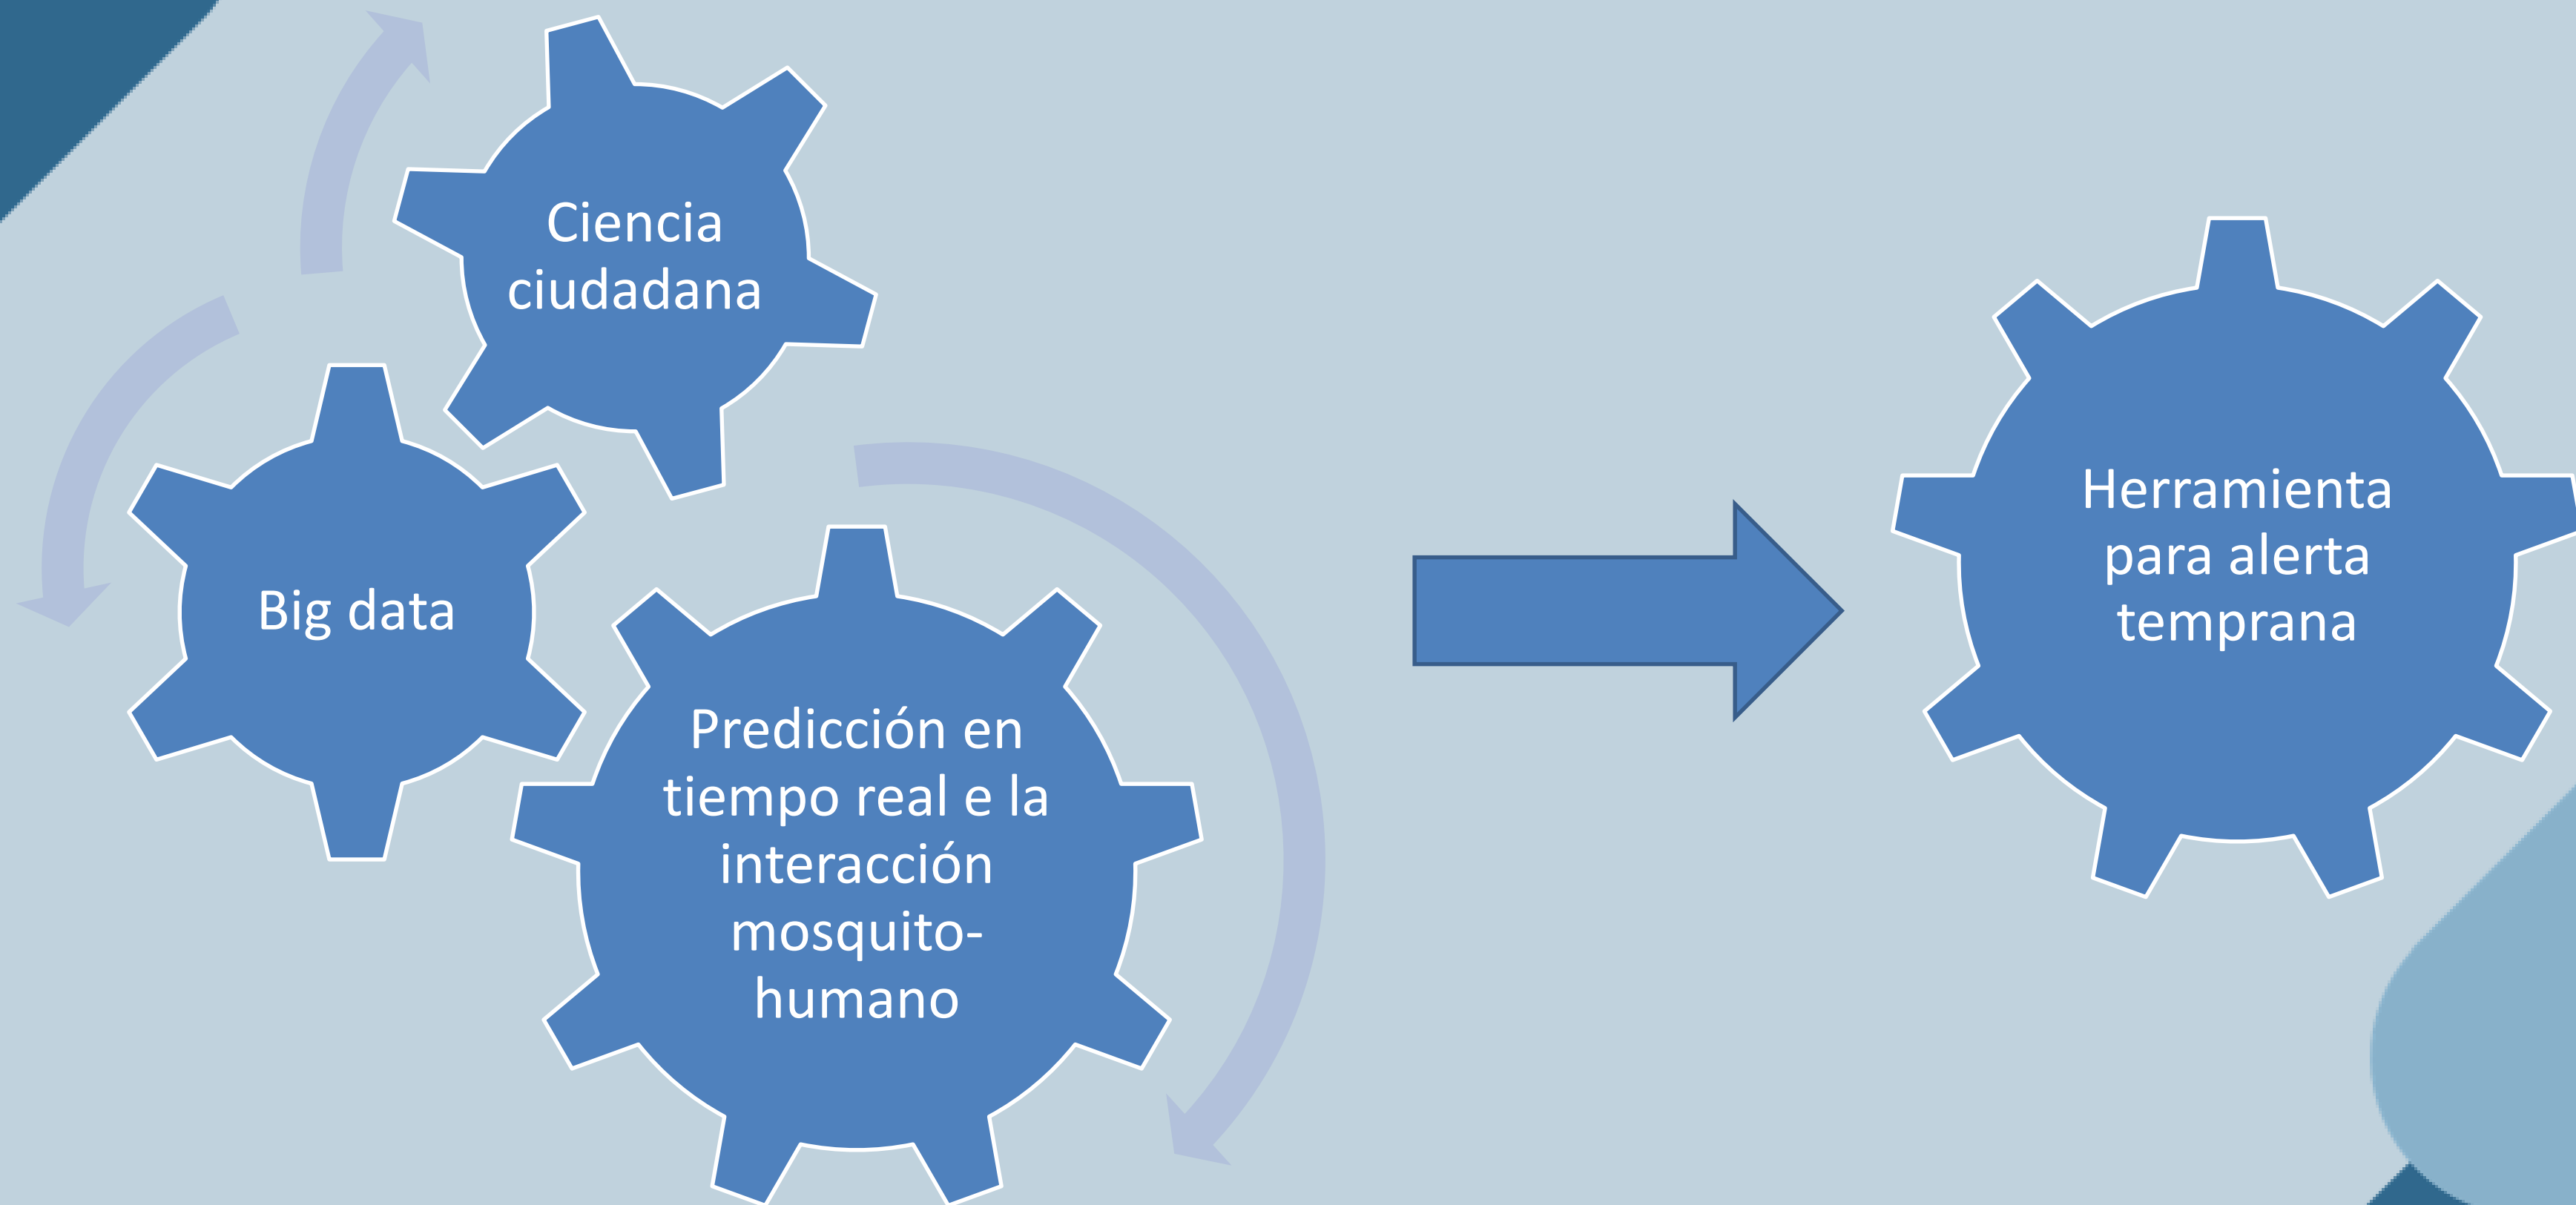 Ciencia
ciudadana
Big data
Predicción en
tiempo real e la
interacción
mosquito-
humano
Herramienta
para alerta
temprana